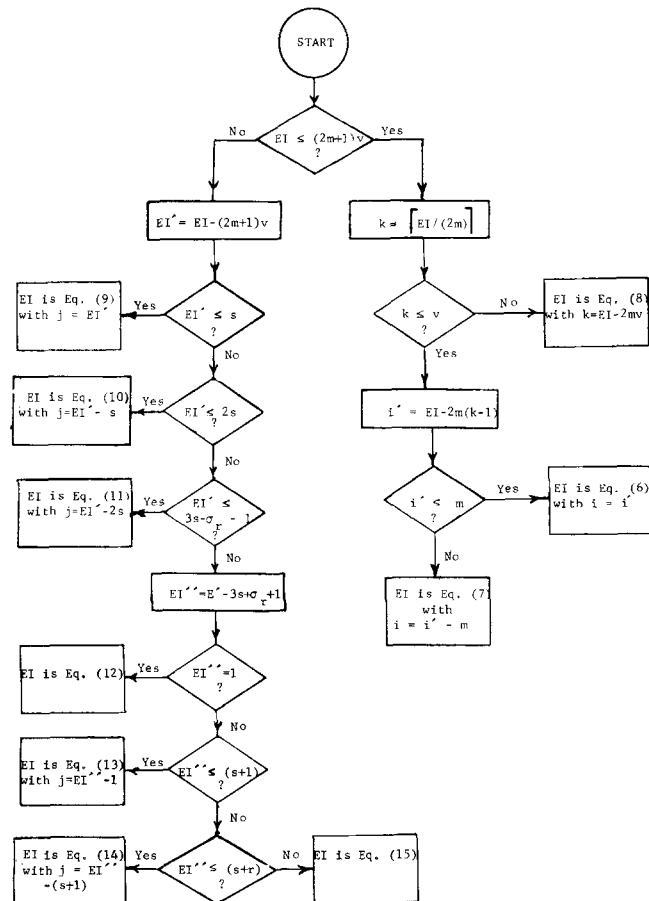 START
No
Yes
EI ≤ (2m+1)v
?
EI´= EI-(2m+1)v
k = ⌈EI/(2m)⌉
EI is Eq. (9)
with j = EI´
Yes
EI´ ≤ s
?
No
k ≤ v
?
No
EI is Eq. (8)
with k=EI-2mv
Yes
EI is Eq. (10)
with j=EI´- s
Yes
EI´≤ 2s
?
No
i´ = EI-2m(k-1)
EI is Eq. (11)
with j=EI´-2s
Yes
EI´ ≤
3s-σr - 1
?
No
i´ ≤ m
?
Yes
EI is Eq. (6)
with i = i´
No
EI´´=E´-3s+σr+1
EI is Eq. (7)
with
i = i´ - m
EI is Eq. (12)
Yes
EI´´=1
?
No
EI is Eq. (13)
with j=EI´´-1
Yes
EI´´≤ (s+1)
?
No
EI is Eq. (14)
with j = EI´´
-(s+1)
Yes
EI´´≤ (s+r)
?
No
EI is Eq. (15)